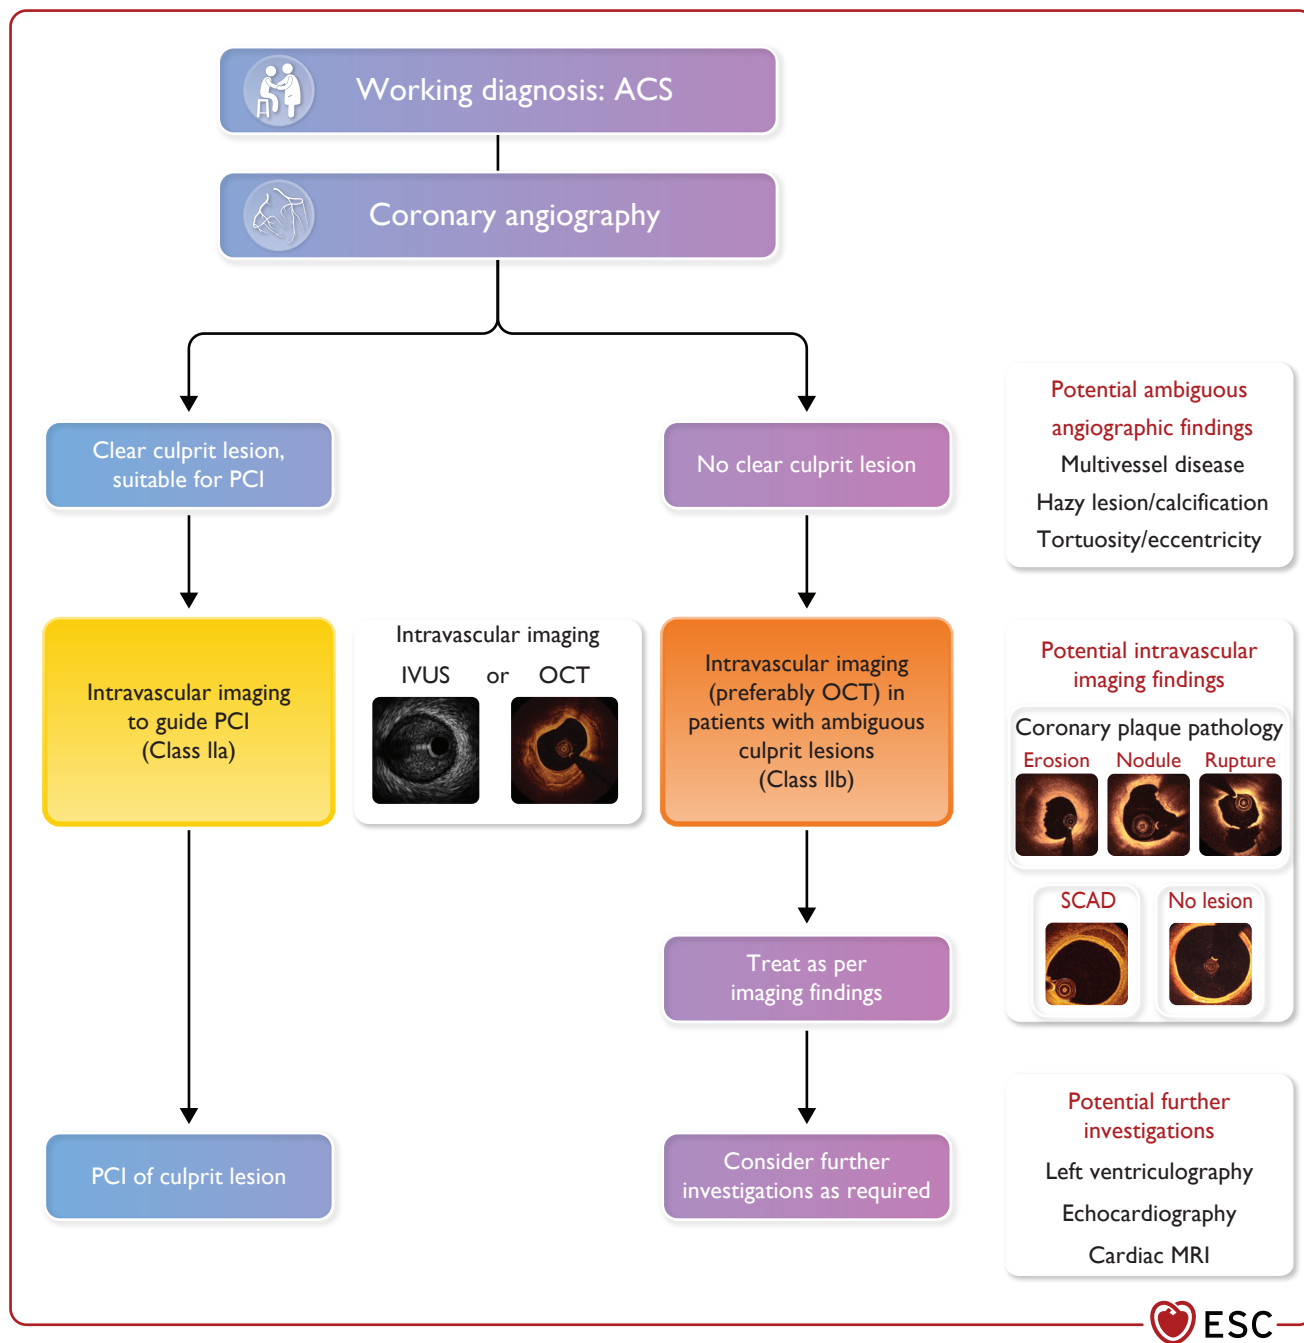 Working diagnosis: ACS
Coronary angiography
Clear culprit lesion,
suitable for PCI
No clear culprit lesion
Potential ambiguous
angiographic findings
Multivessel disease
Hazy lesion/calcification
Tortuosity/eccentricity
Intravascular imaging
to guide PCI
(Class IIa)
Intravascular imaging
IVUS or OCT
Intravascular imaging
(preferably OCT) in
patients with ambiguous
culprit lesions
(Class IIb)
Potential intravascular
imaging findings
Coronary plaque pathology
Erosion Nodule Rupture
SCAD No lesion
Treat as per
imaging findings
PCI of culprit lesion
Consider further
investigations as required
Potential further
investigations
Left ventriculography
Echocardiography
Cardiac MRI
ESC